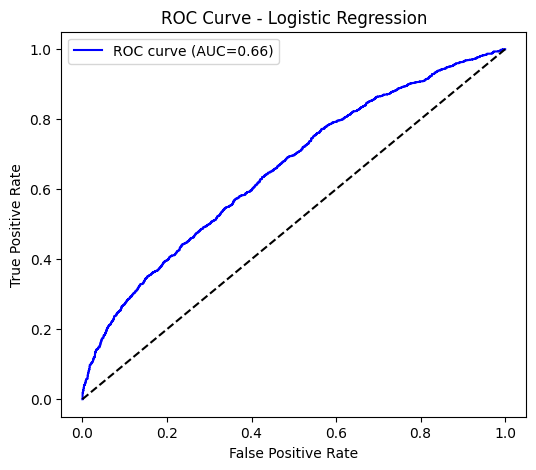 ROC Curve - Logistic Regression
ROC curve (AUC=0.66)
1.0
0.8
0.6
0.4
0.2
0.0
True Positive Rate
0.0 0.2 0.4 0.6 0.8 1.0
False Positive Rate